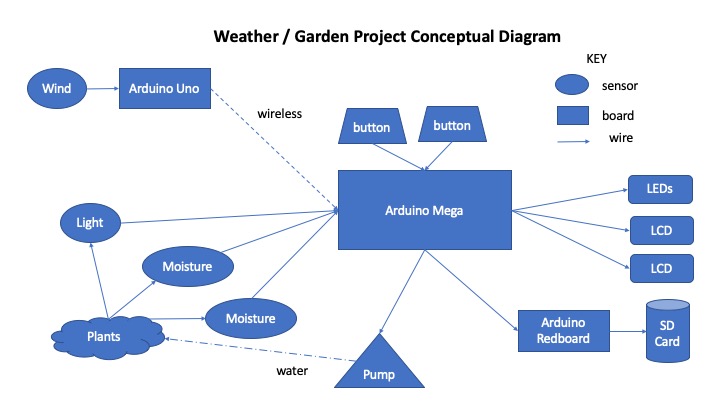 Weather / Garden Project Conceptual Diagram
KEY
sensor
board
wire
Wind
Arduino Uno
wireless
button
button
Arduino Mega
LEDs
LCD
LCD
Light
Moisture
Moisture
Plants
water
Pump
Arduino
Redboard
SD
Card